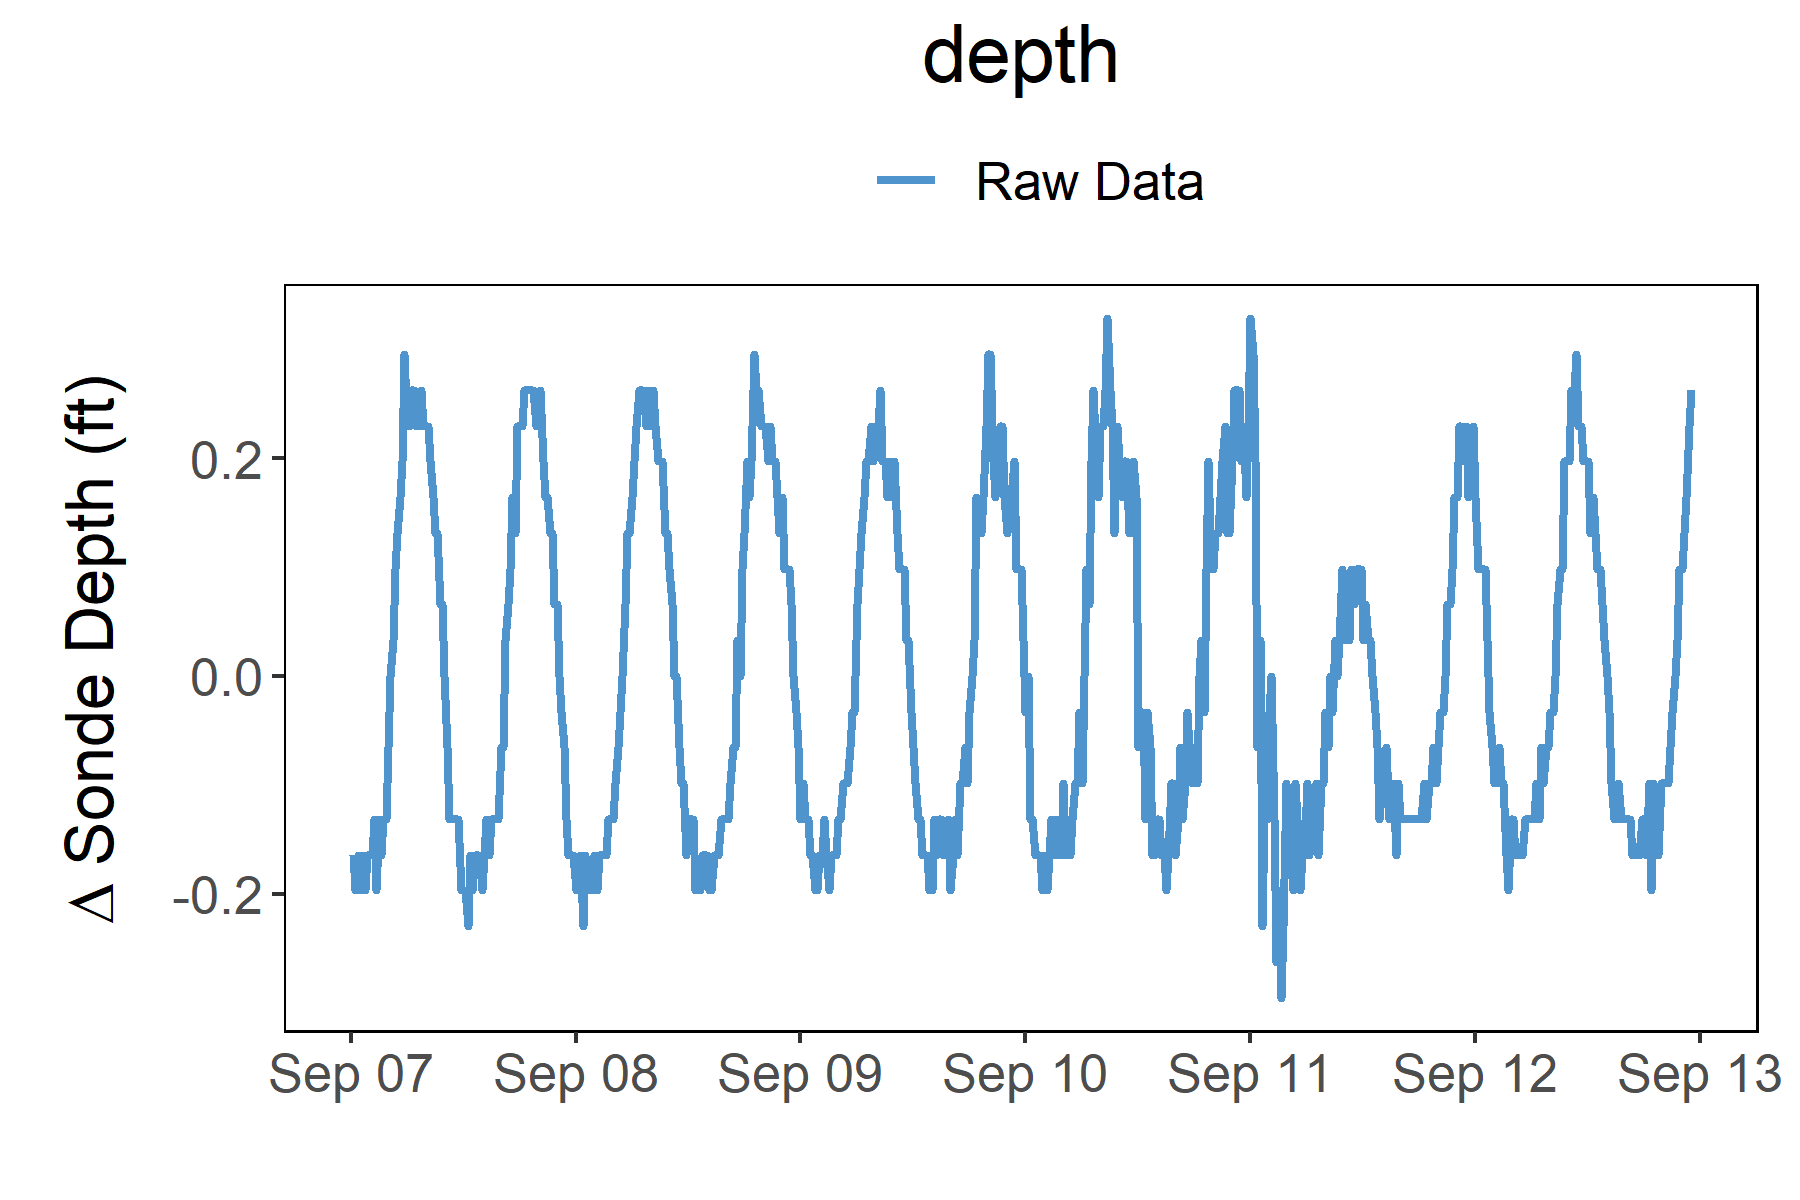 depth
Raw Data
Δ Sonde Depth (ft)
0.2
0.0
-0.2
Sep 07 Sep 08 Sep 09 Sep 10 Sep 11 Sep 12 Sep 13